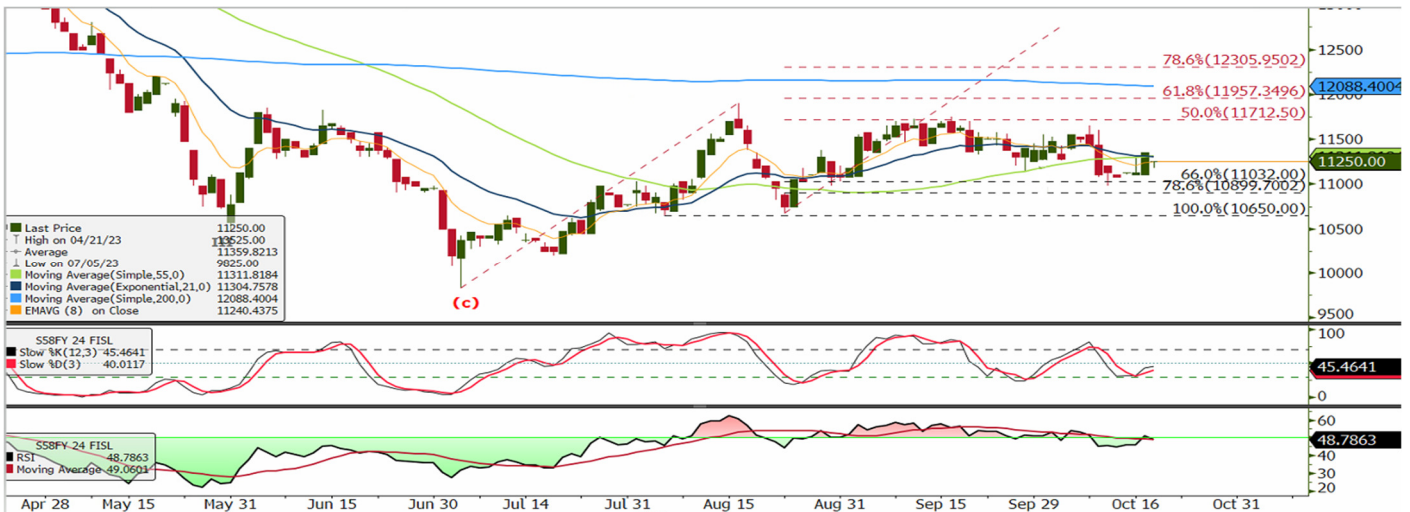 12500
78.6%(12305.9502)
12088.4004
12000
61.8%(11957.3496)
50.0%(11712.50)
11500
11250.00
66.0%(11032.00)
11000
78.6%(10899.7002)
100.0%(10650.00)
10500
10000
9500
(c)
Last Price 11250.00
High on 04/21/23 13525.00
Average 11359.8213
Low on 07/05/23 9825.00
Moving Average(Simple,55,0) 11311.8184
Moving Average(Exponential,21,0) 11304.7578
Moving Average(Simple,200,0) 12088.4004
EMAVG (8) on Close 11240.4375
S58FY 24 FISL
Slow %K(12,3) 45.4641
Slow %D(3) 40.0117
100
45.4641
0
S58FY 24 FISL
RSI 48.7863
Moving Average 49.0601
60
48.7863
40
30
20
Apr 28 May 15 May 31 Jun 15 Jun 30 Jul 14 Jul 31 Aug 15 Aug 31 Sep 15 Sep 29 Oct 16 Oct 31